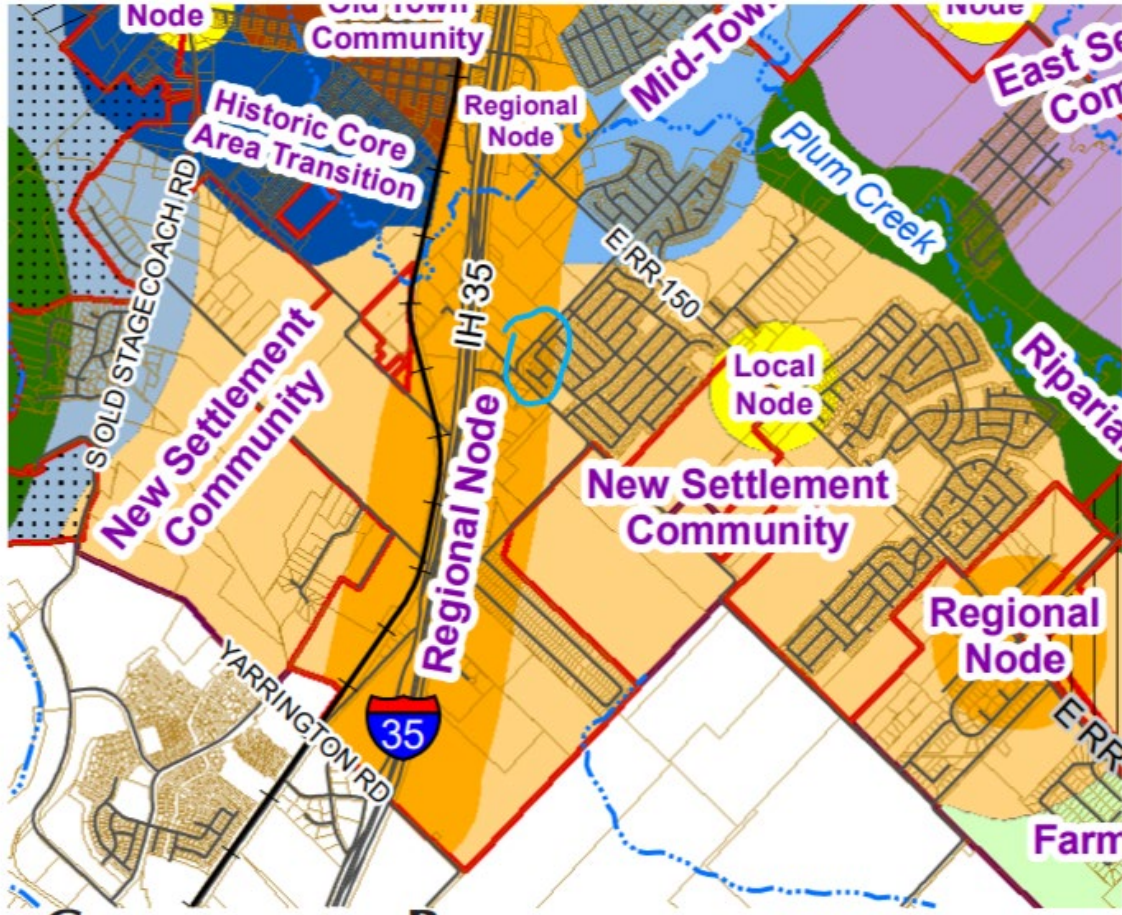 Node
Old Town
Community
Node
Mid-Town
East Se
Com
Historic Core
Area Transition
Regional
Node
Plum Creek
S OLD STAGECOACH RD
E RR 150
IH 35
New Settlement
Community
Local
Node
Riparia
Regional Node
New Settlement
Community
Regional
Node
YARRINGTON RD
35
E RR
Farm